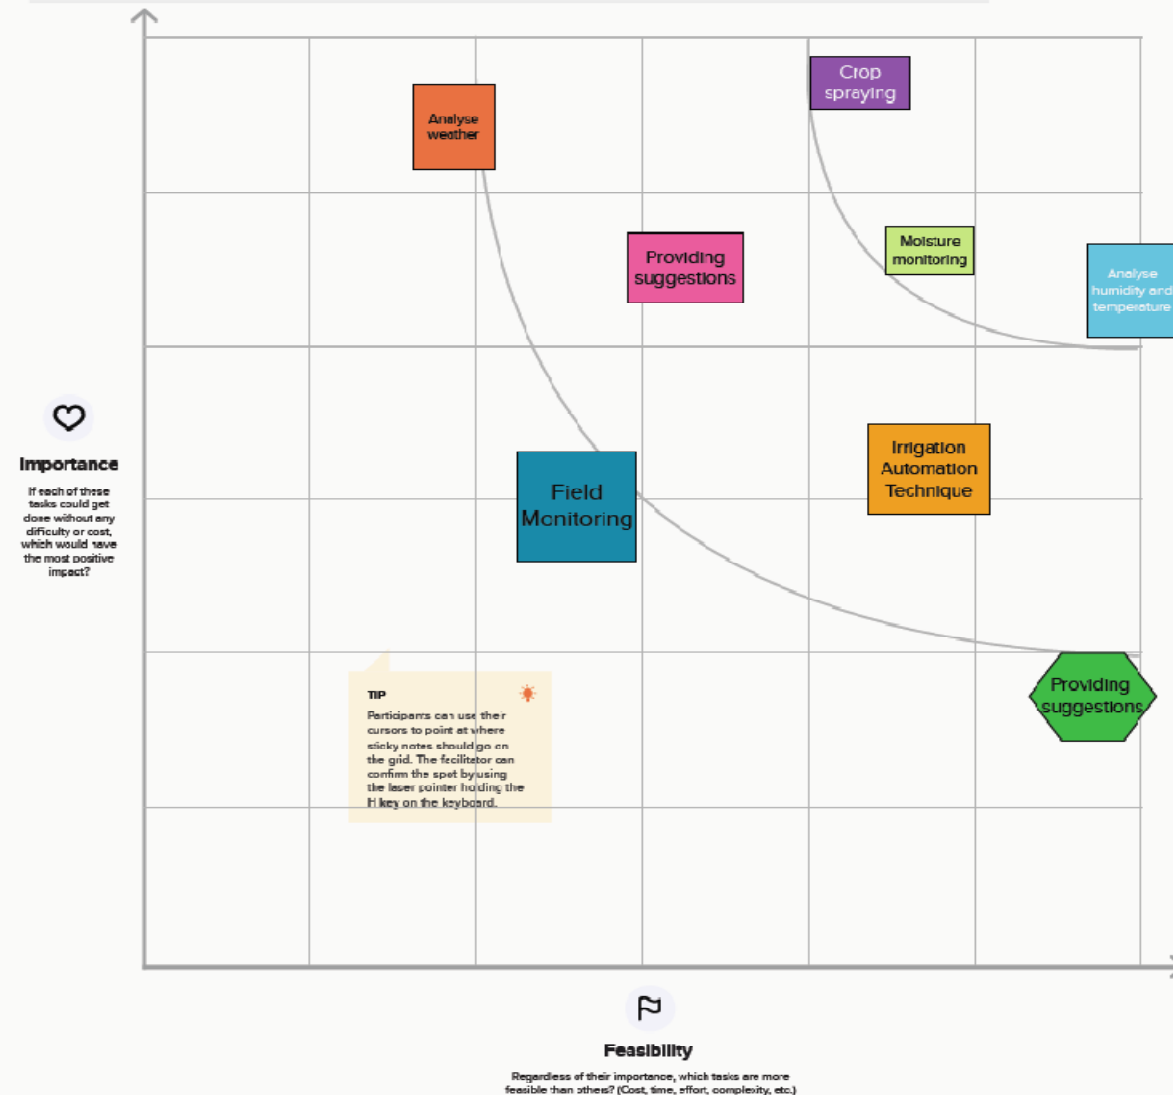 Analyse
weather
Crop
spraying
Providing
suggestions
Moisture
monitoring
Analyse
humidity and
temperature
Importance
If each of these
tasks could get
done without any
difficulty or cost,
which would have
the most positive
impact?
Field
Monitoring
Irrigation
Automation
Technique
Providing
suggestions
TIP
Participants can use their
cursors to point at where
sticky notes should go on
the grid. The facilitator can
confirm the spot by using
the laser pointer holding the
H key on the keyboard.
Feasibility
Regardless of their importance, which tasks are more
feasible than others? (Cost, time, effort, complexity, etc.)